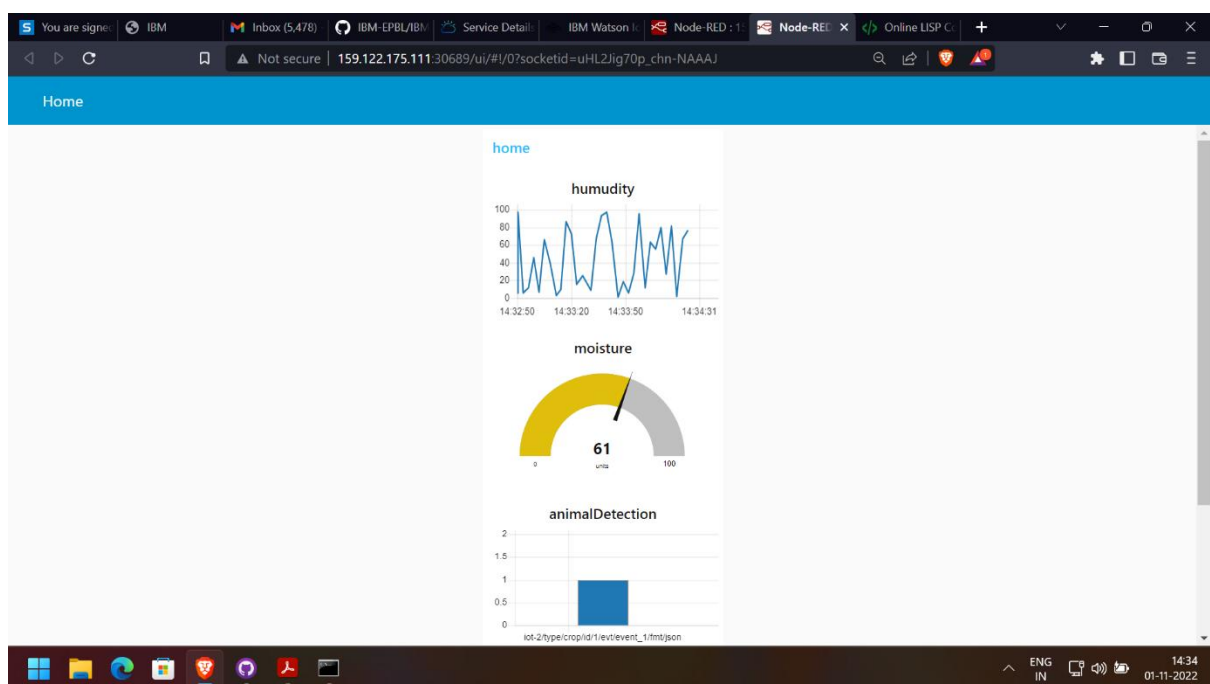 You are signe
IBM
Inbox (5,478)
IBM-EPBL/IBM
Service Details
IBM Watson Io
Node-RED : 1
Node-RED
Online LISP Co
Not secure
159.122.175.111:30689/ui/#!/0?socketid=uHL2Jig70p_chn-NAAAJ
Home
home
humudity
100
80
60
40
20
0
14:32:50 14:33:20 14:33:50 14:34:31
moisture
61
0 units 100
animalDetection
2
1.5
1
0.5
0
iot-2/type/crop/id/1/evt/event_1/fmt/json
ENG
IN
14:34
01-11-2022